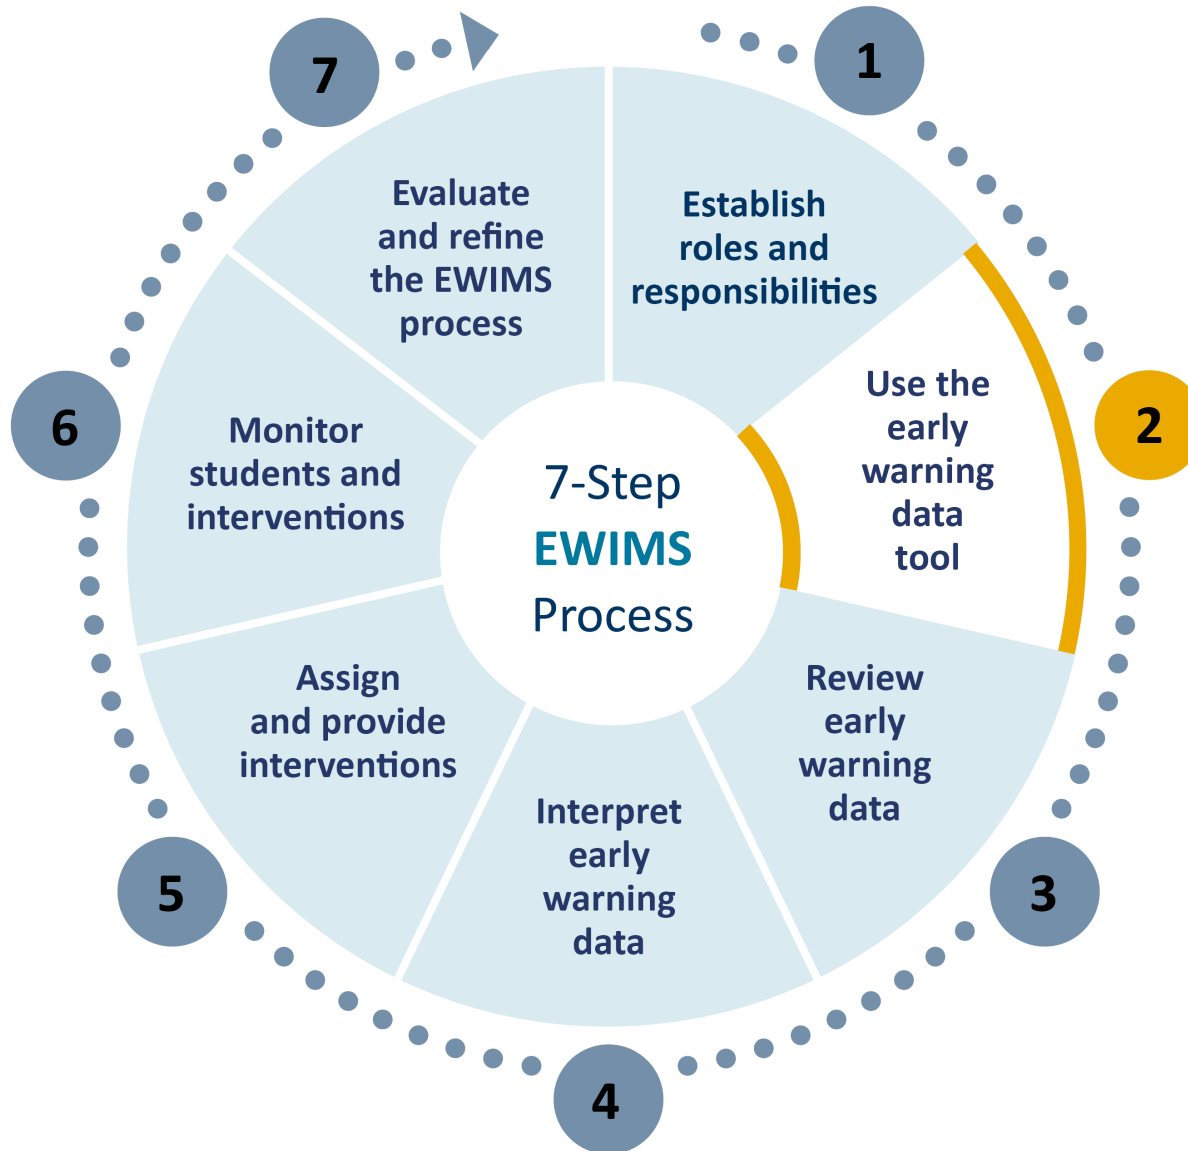 7-Step
EWIMS
Process
1
Establish
roles and
responsibilities
2
Use the
early
warning
data
tool
3
Review
early
warning
data
4
Interpret
early
warning
data
5
Assign
and provide
interventions
6
Monitor
students and
interventions
7
Evaluate
and refine
the EWIMS
process